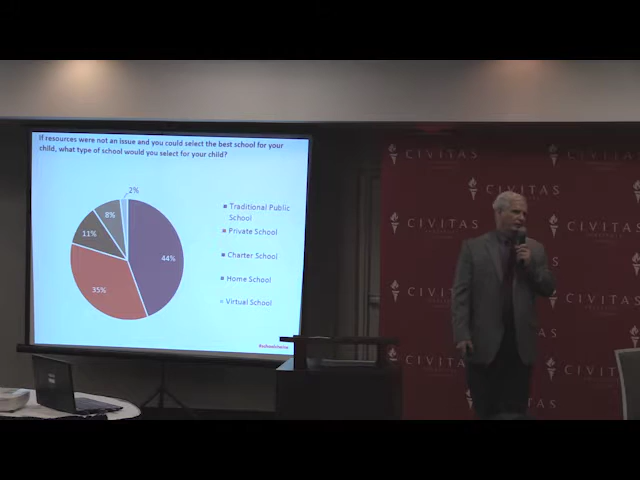 If resources were not an issue and you could select the best school for your
child, what type of school would you select for your child?
2%
8%
11%
44%
35%
Traditional Public
School
Private School
Charter School
Home School
Virtual School
CIVITAS
CIVITAS
CIVITAS
CIVITAS
CIVITAS
CIVITAS
CIVITAS
CIVITAS